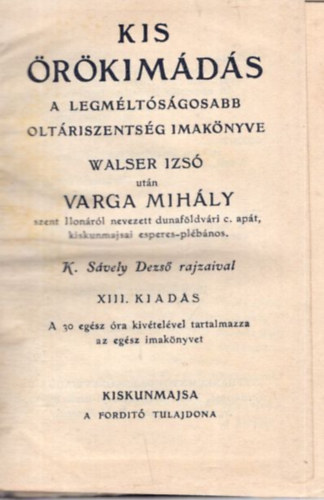 KIS
ÖRÖKIMÁDÁS
A LEGMÉLTÓSÁGOSABB
OLTÁRISZENTSÉG IMAKÖNYVE
WALSER IZSÓ
után
VARGA MIHÁLY
szent Ilonáról nevezett dunaföldvári c. apát,
kiskunmajsai esperes-plébános.
K. Sávely Dezső rajzaival
XIII. KIADÁS
A 30 egész óra kivételével tartalmazza
az egész imakönyvet
KISKUNMAJSA
A FORDITÓ TULAJDONA